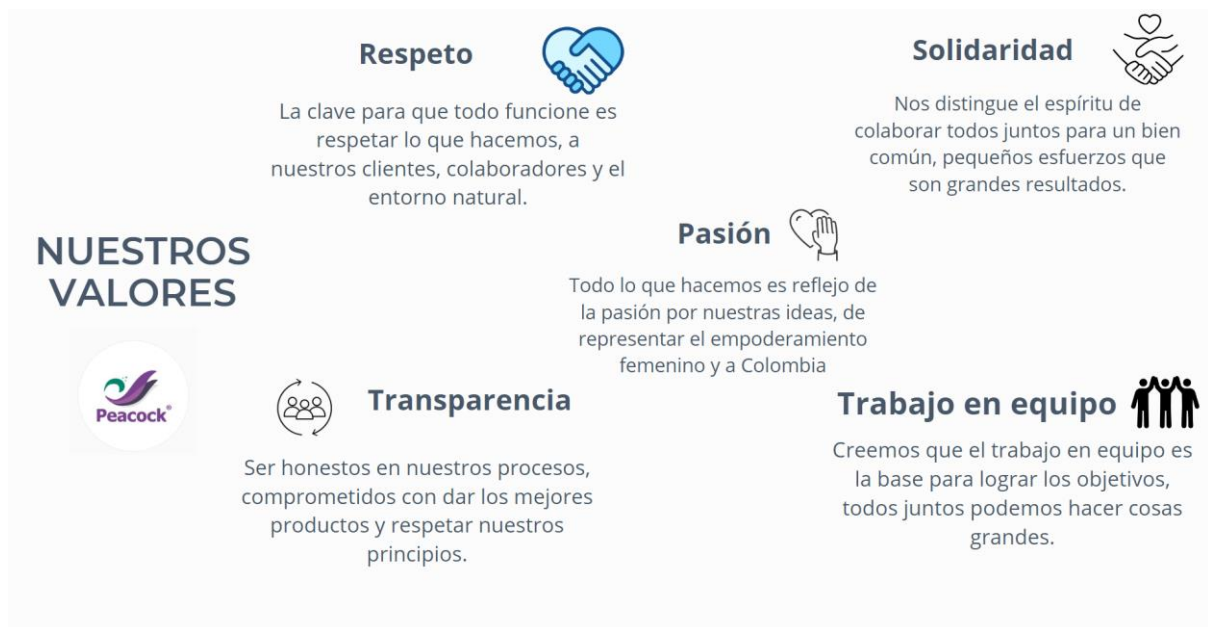 NUESTROS
VALORES
Peacock®
Respeto
La clave para que todo funcione es
respetar lo que hacemos, a
nuestros clientes, colaboradores y el
entorno natural.
Solidaridad
Nos distingue el espíritu de
colaborar todos juntos para un bien
común, pequeños esfuerzos que
son grandes resultados.
Pasión
Todo lo que hacemos es reflejo de
la pasión por nuestras ideas, de
representar el empoderamiento
femenino y a Colombia
Transparencia
Ser honestos en nuestros procesos,
comprometidos con dar los mejores
productos y respetar nuestros
principios.
Trabajo en equipo
Creemos que el trabajo en equipo es
la base para lograr los objetivos,
todos juntos podemos hacer cosas
grandes.